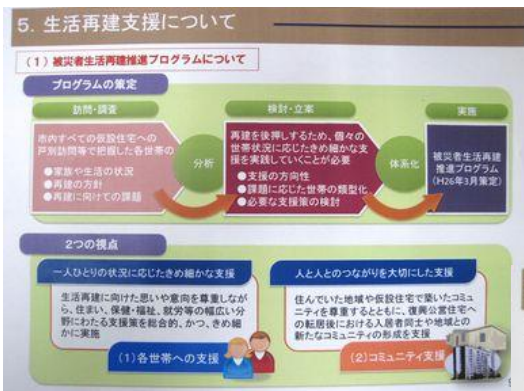 5. 生活再建支援について
(1)被災者生活再建推進プログラムについて
プログラムの策定
訪問・調査
市内すべての仮設住宅への
戸別訪問等で把握した各世帯の
●家族や生活の状況
●再建の方針
●再建に向けての課題
分析
検討・立案
再建を後押しするため、個々の
世帯状況に応じたきめ細かな支
援を実践していくことが必要
●支援の方向性
●課題に応じた世帯の類型化
●必要な支援策の検討
体系化
実施
被災者生活再建
推進プログラム
(H26年3月策定)
2つの視点
一人ひとりの状況に応じたきめ細かな支援
生活再建に向けた思いや意向を尊重しなが
ら、住まい、保健・福祉、就労等の幅広い分
野にわたる支援策を総合的、かつ、きめ細
かに実施
(1)各世帯への支援
人と人とのつながりを大切にした支援
住んでいた地域や仮設住宅で築いたコミュ
ニティを尊重するとともに、復興公営住宅へ
の転居後における入居者同士や地域との
新たなコミュニティの形成を支援
(2)コミュニティ支援